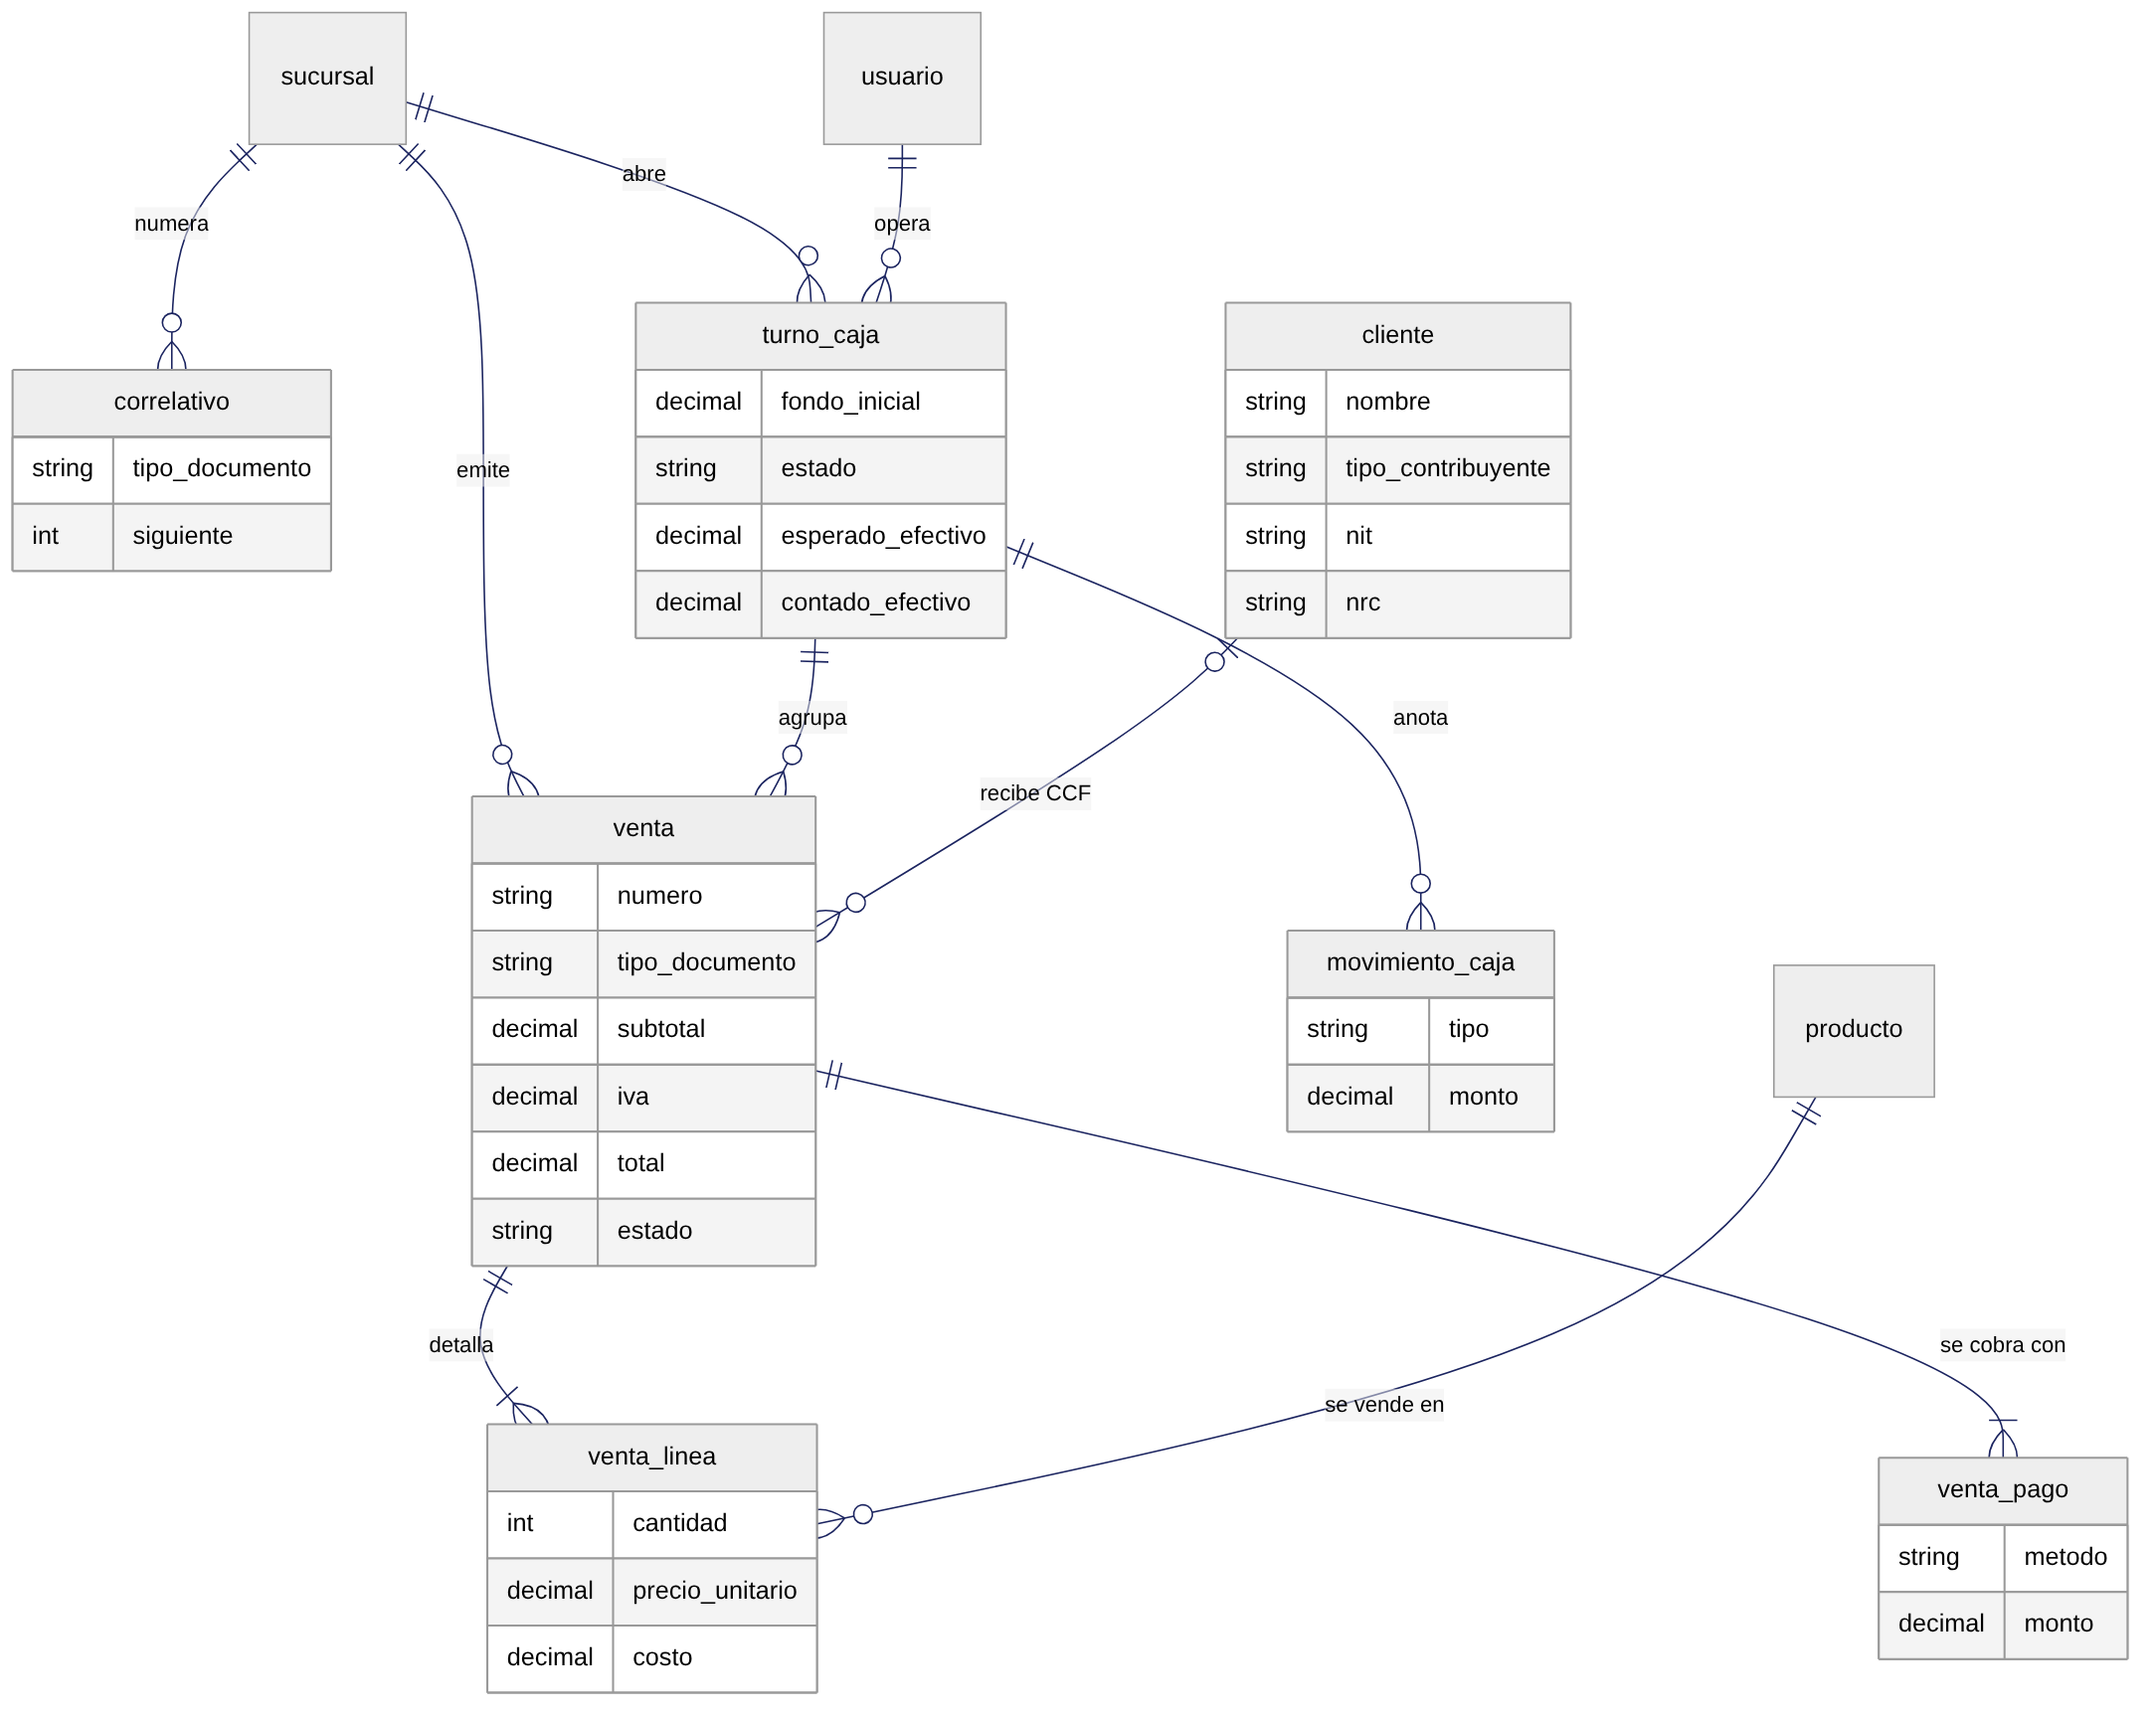 sucursal
usuario
abre
numera
opera
turno_caja
decimal fondo_inicial
string estado
decimal esperado_efectivo
decimal contado_efectivo
cliente
string nombre
string tipo_contribuyente
string nit
string nrc
correlativo
string tipo_documento
int siguiente
emite
agrupa
anota
recibe CCF
venta
string numero
string tipo_documento
decimal subtotal
decimal iva
decimal total
string estado
movimiento_caja
string tipo
decimal monto
producto
detalla
se cobra con
se vende en
venta_linea
int cantidad
decimal precio_unitario
decimal costo
venta_pago
string metodo
decimal monto